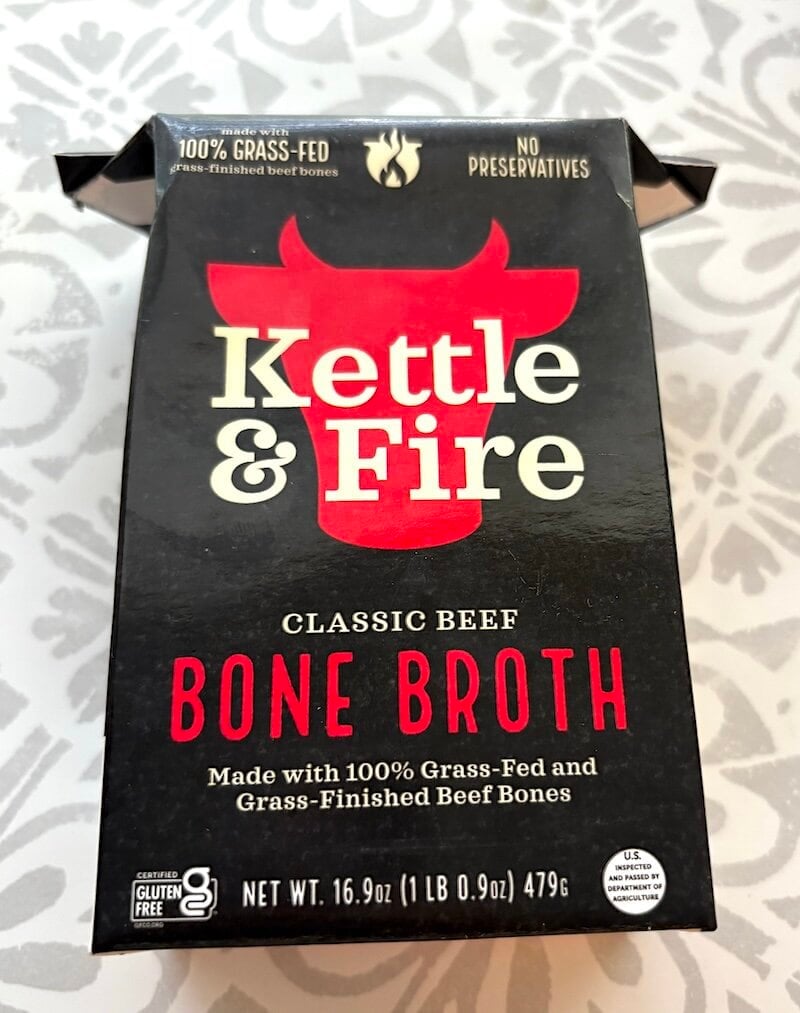 made with
100% GRASS-FED
grass-finished beef bones
NO
PRESERVATIVES
Kettle
& Fire
CLASSIC BEEF
BONE BROTH
Made with 100% Grass-Fed and
Grass-Finished Beef Bones
CERTIFIED
GLUTEN
FREE
GFCO.ORG
NET WT. 16.9oz (1 LB 0.9oz) 479G
U.S.
INSPECTED
AND PASSED BY
DEPARTMENT OF
AGRICULTURE